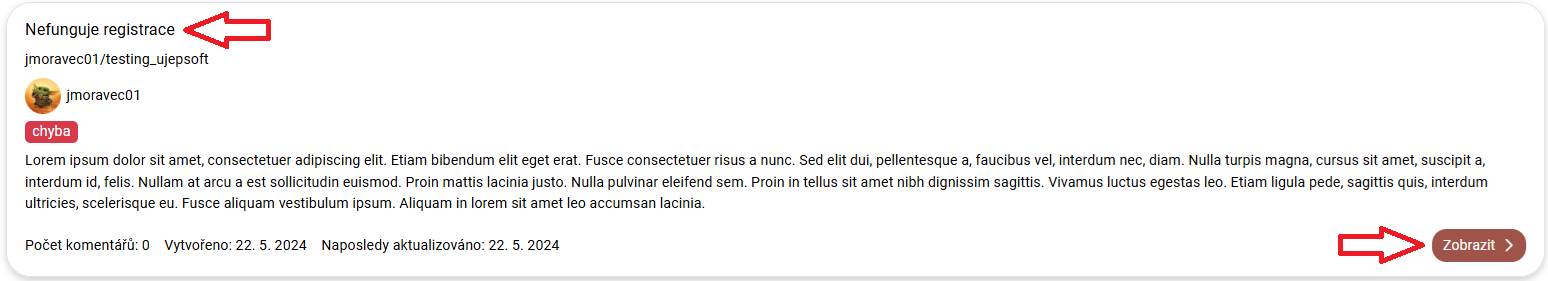 Nefunguje registrace
jmoravec01/testing_ujepsoft
jmoravec01
chyba
Lorem ipsum dolor sit amet, consectetuer adipiscing elit. Etiam bibendum elit eget erat. Fusce consectetuer risus a nunc. Sed elit dui, pellentesque a, faucibus vel, interdum nec, diam. Nulla turpis magna, cursus sit amet, suscipit a,
interdum id, felis. Nullam at arcu a est sollicitudin euismod. Proin mattis lacinia justo. Nulla pulvinar eleifend sem. Proin in tellus sit amet nibh dignissim sagittis. Vivamus luctus egestas leo. Etiam ligula pede, sagittis quis, interdum
ultricies, scelerisque eu. Fusce aliquam vestibulum ipsum. Aliquam in lorem sit amet leo accumsan lacinia.
Počet komentářů: 0 Vytvořeno: 22. 5. 2024 Naposledy aktualizováno: 22. 5. 2024 Zobrazit